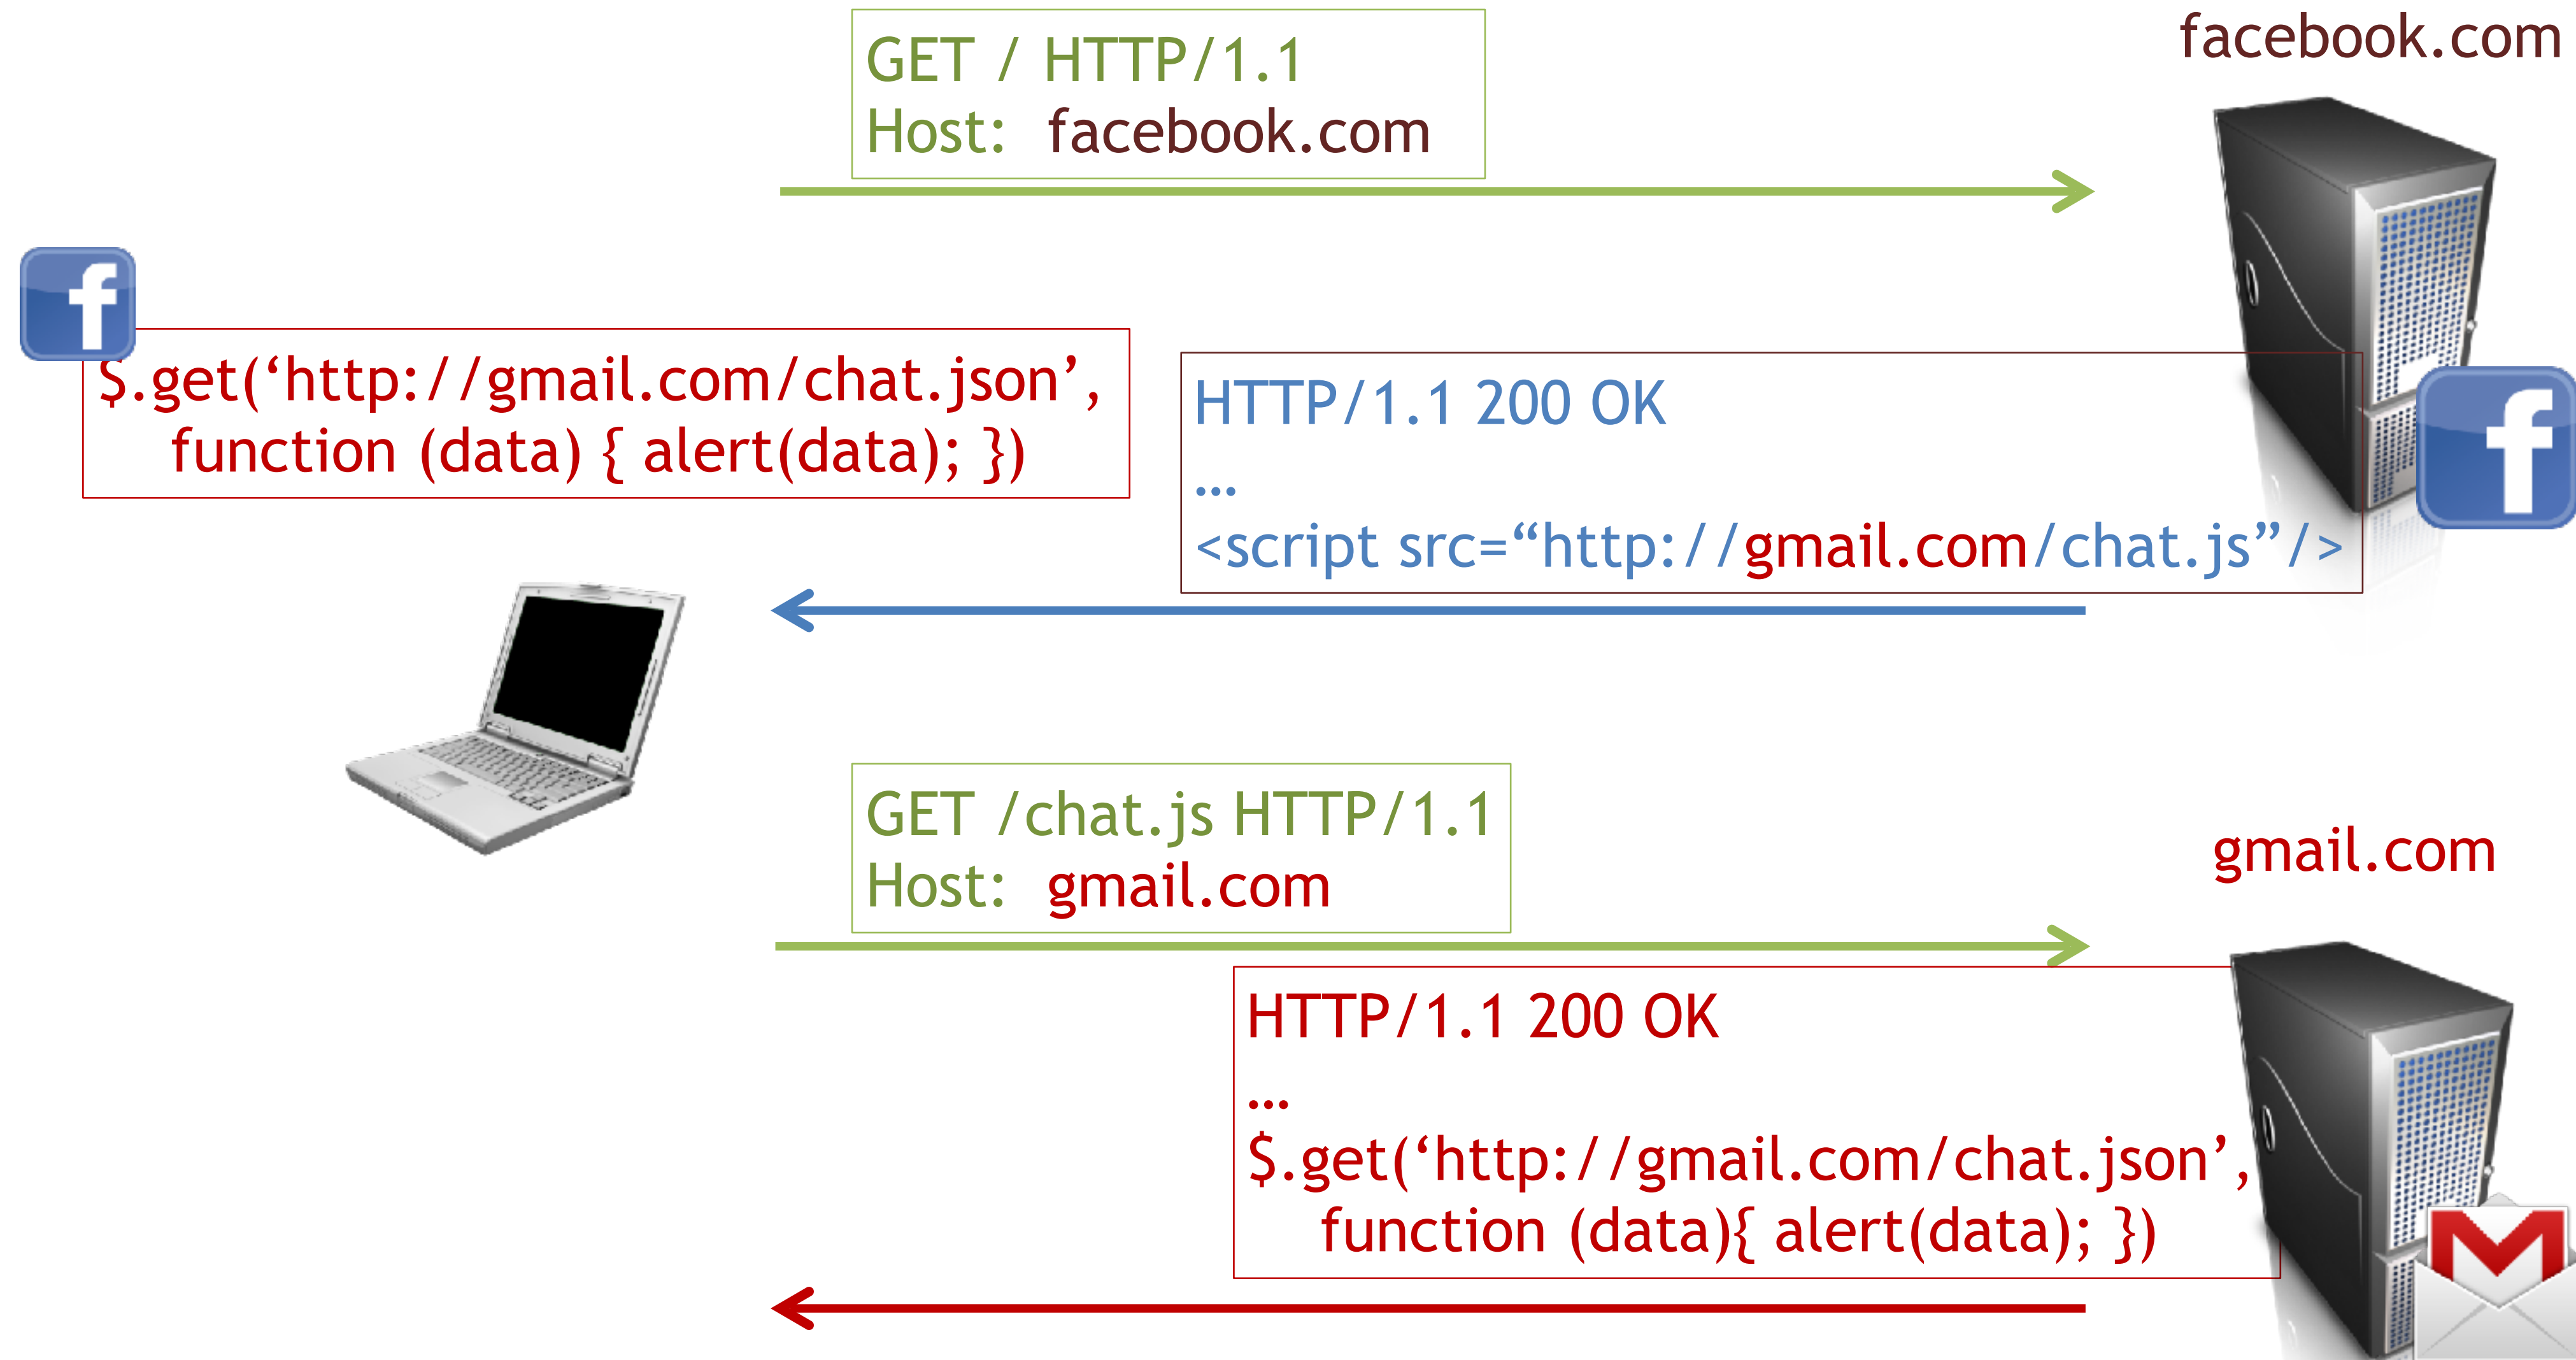 facebook.com
GET / HTTP/1.1
Host: facebook.com
f
$.get(‘http://gmail.com/chat.json’,
function (data) { alert(data); })
HTTP/1.1 200 OK
…
<script src=“http://gmail.com/chat.js”/>
f
GET /chat.js HTTP/1.1
Host: gmail.com
gmail.com
HTTP/1.1 200 OK
…
$.get(‘http://gmail.com/chat.json’,
function (data){ alert(data); })
M